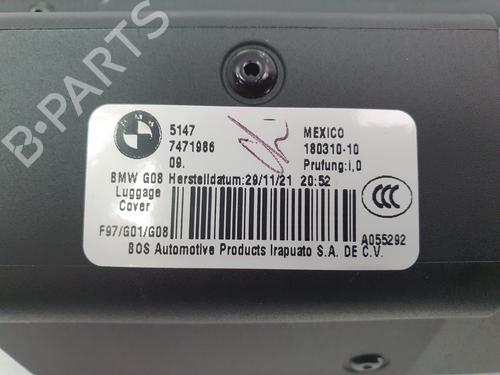 5147 MEXICO
7471986 180310-10
09. Prufung:i,O
BMW G08 Herstelldatum:29/11/21 20:52
Luggage
Cover
F97/G01/G08 A055292
BOS Automotive Products Irapuato S.A. DE C.V.
B-PARTS